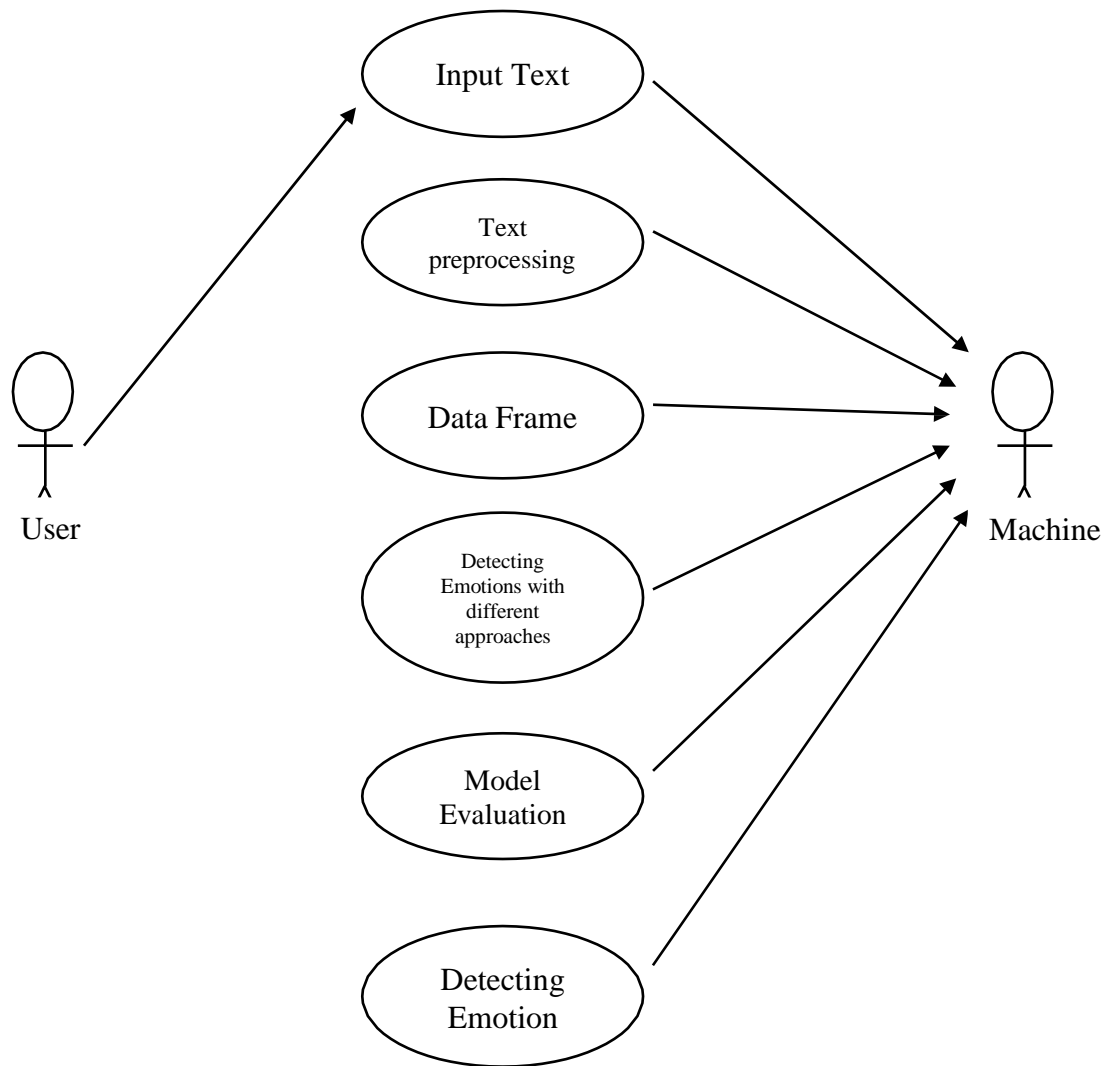 Input Text
Text
preprocessing
Data Frame
User
Machine
Detecting
Emotions with
different
approaches
Model
Evaluation
Detecting
Emotion